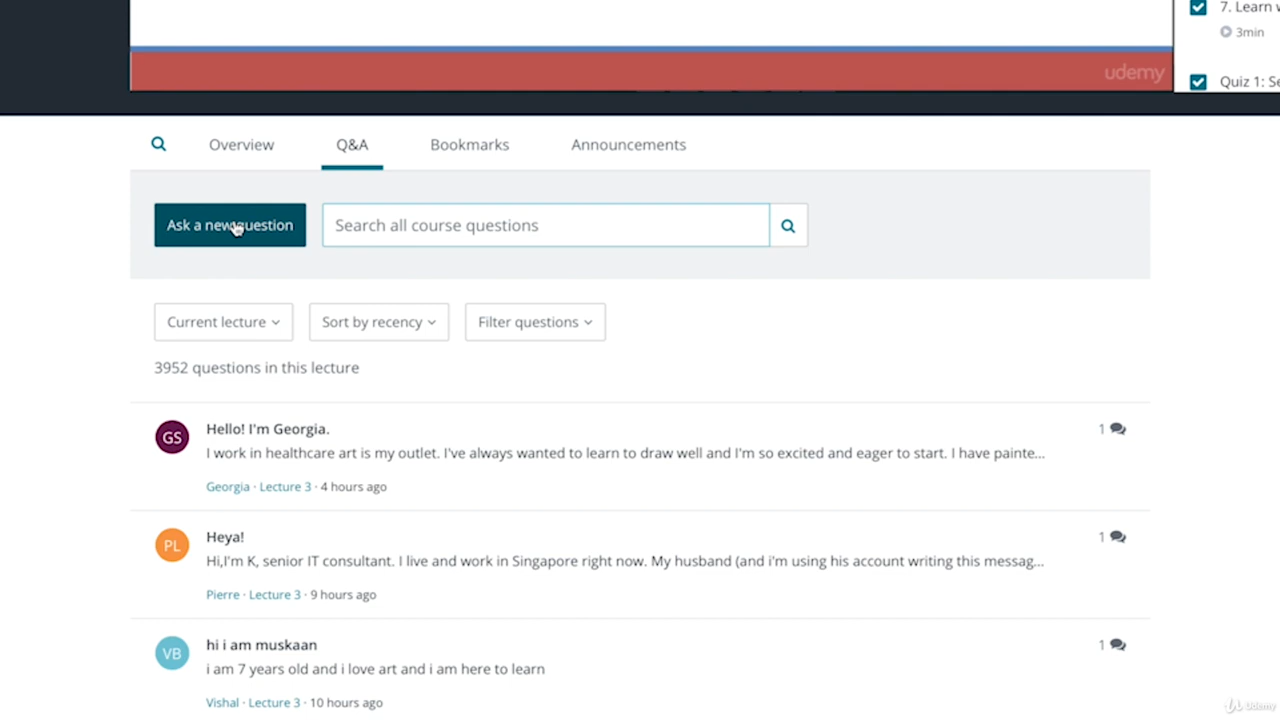 7. Learn
3min
udemy
Quiz 1:
Overview
Q&A
Bookmarks
Announcements
Ask a new question
Search all course questions
Current lecture
Sort by recency
Filter questions
3952 questions in this lecture
GS
Hello! I'm Georgia.
1
I work in healthcare art is my outlet. I've always wanted to learn to draw well and I'm so excited and eager to start. I have painte...
Georgia · Lecture 3 · 4 hours ago
PL
Heya!
1
Hi,I'm K, senior IT consultant. I live and work in Singapore right now. My husband (and i'm using his account writing this messag...
Pierre · Lecture 3 · 9 hours ago
VB
hi i am muskaan
1
i am 7 years old and i love art and i am here to learn
Vishal · Lecture 3 · 10 hours ago
Udemy